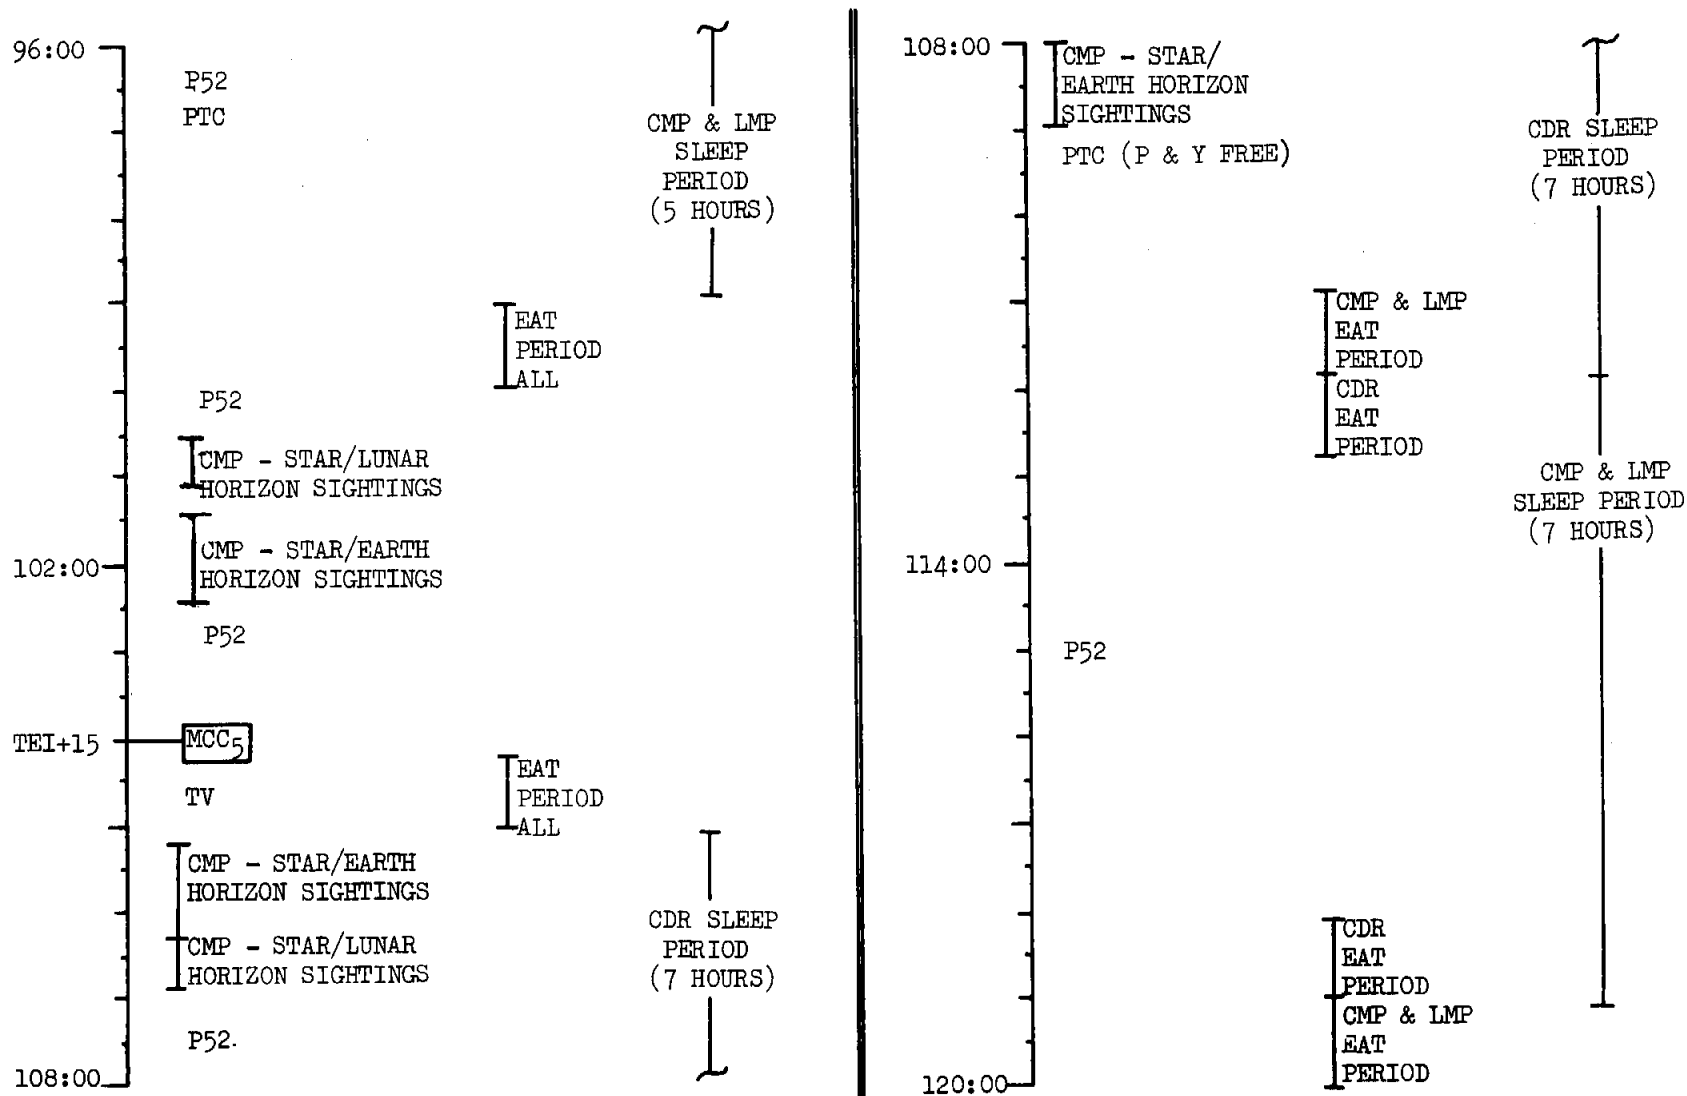 96:00
P52
PTC
CMP & LMP
SLEEP
PERIOD
(5 HOURS)
EAT
PERIOD
ALL
P52
CMP - STAR/LUNAR
HORIZON SIGHTINGS
CMP - STAR/EARTH
HORIZON SIGHTINGS
102:00
P52
TEI+15
MCC5
TV
EAT
PERIOD
ALL
CMP - STAR/EARTH
HORIZON SIGHTINGS
CMP - STAR/LUNAR
HORIZON SIGHTINGS
CDR SLEEP
PERIOD
(7 HOURS)
P52.
108:00
108:00
CMP - STAR/
EARTH HORIZON
SIGHTINGS
PTC (P & Y FREE)
CDR SLEEP
PERIOD
(7 HOURS)
CMP & LMP
EAT
PERIOD
CDR
EAT
PERIOD
CMP & LMP
SLEEP PERIOD
(7 HOURS)
114:00
P52
CDR
EAT
PERIOD
CMP & LMP
EAT
PERIOD
120:00